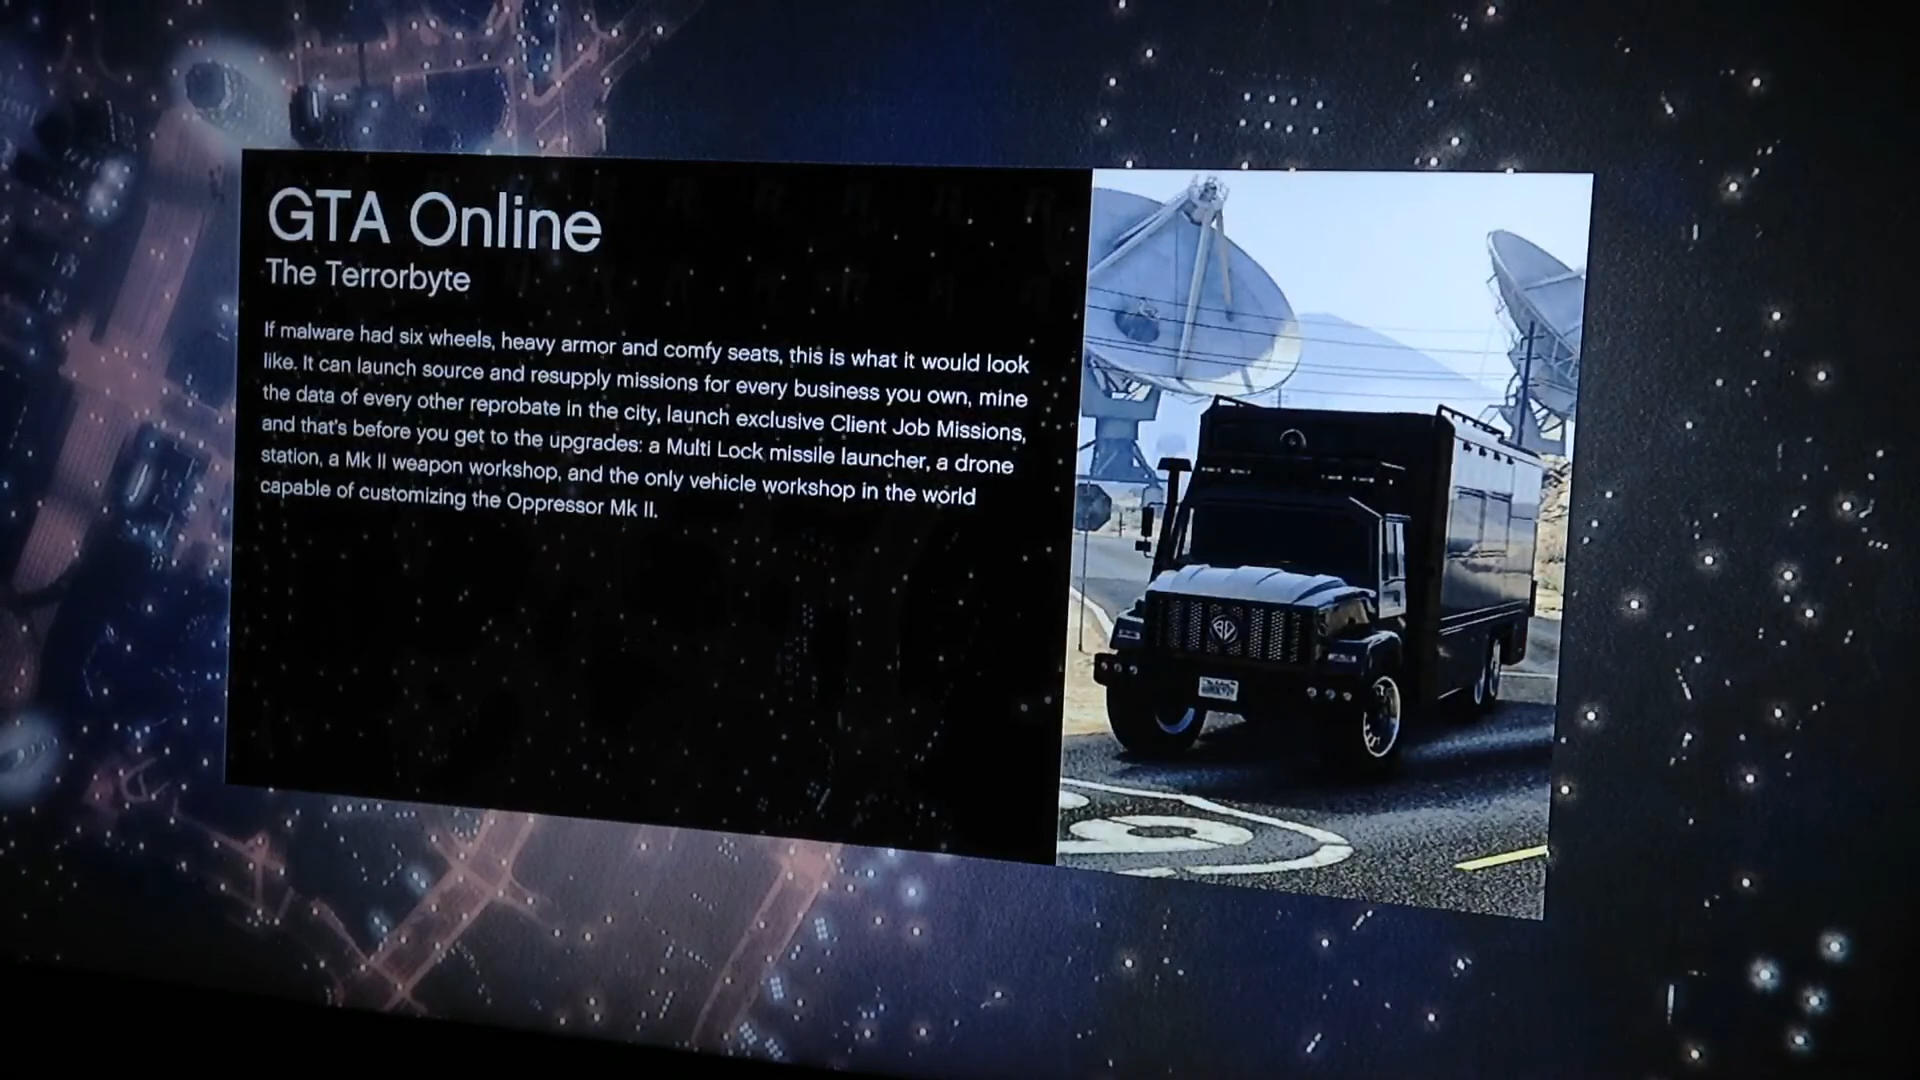 GTA Online
The Terrorbyte
If malware had six wheels, heavy armor and comfy seats, this is what it would look
like. It can launch source and resupply missions for every business you own, mine
the data of every other reprobate in the city, launch exclusive Client Job Missions,
and that's before you get to the upgrades: a Multi Lock missile launcher, a drone
station, a Mk II weapon workshop, and the only vehicle workshop in the world
capable of customizing the Oppressor Mk II.